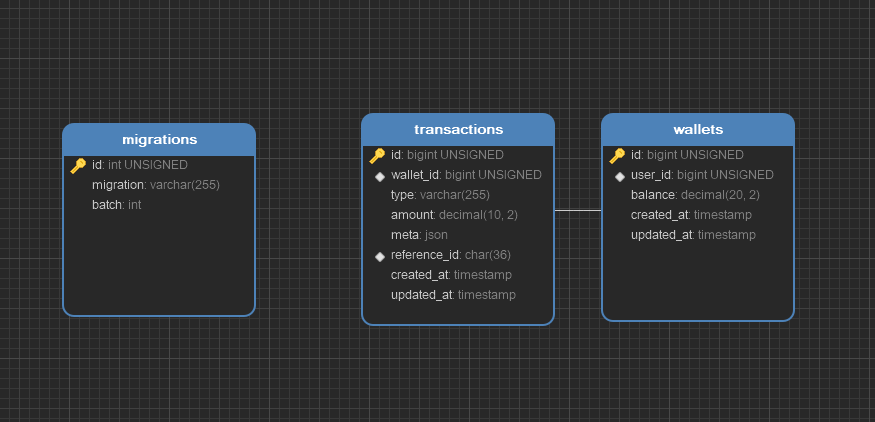 migrations
id: int UNSIGNED
migration: varchar(255)
batch: int
transactions
id: bigint UNSIGNED
wallet_id: bigint UNSIGNED
type: varchar(255)
amount: decimal(10, 2)
meta: json
reference_id: char(36)
created_at: timestamp
updated_at: timestamp
wallets
id: bigint UNSIGNED
user_id: bigint UNSIGNED
balance: decimal(20, 2)
created_at: timestamp
updated_at: timestamp